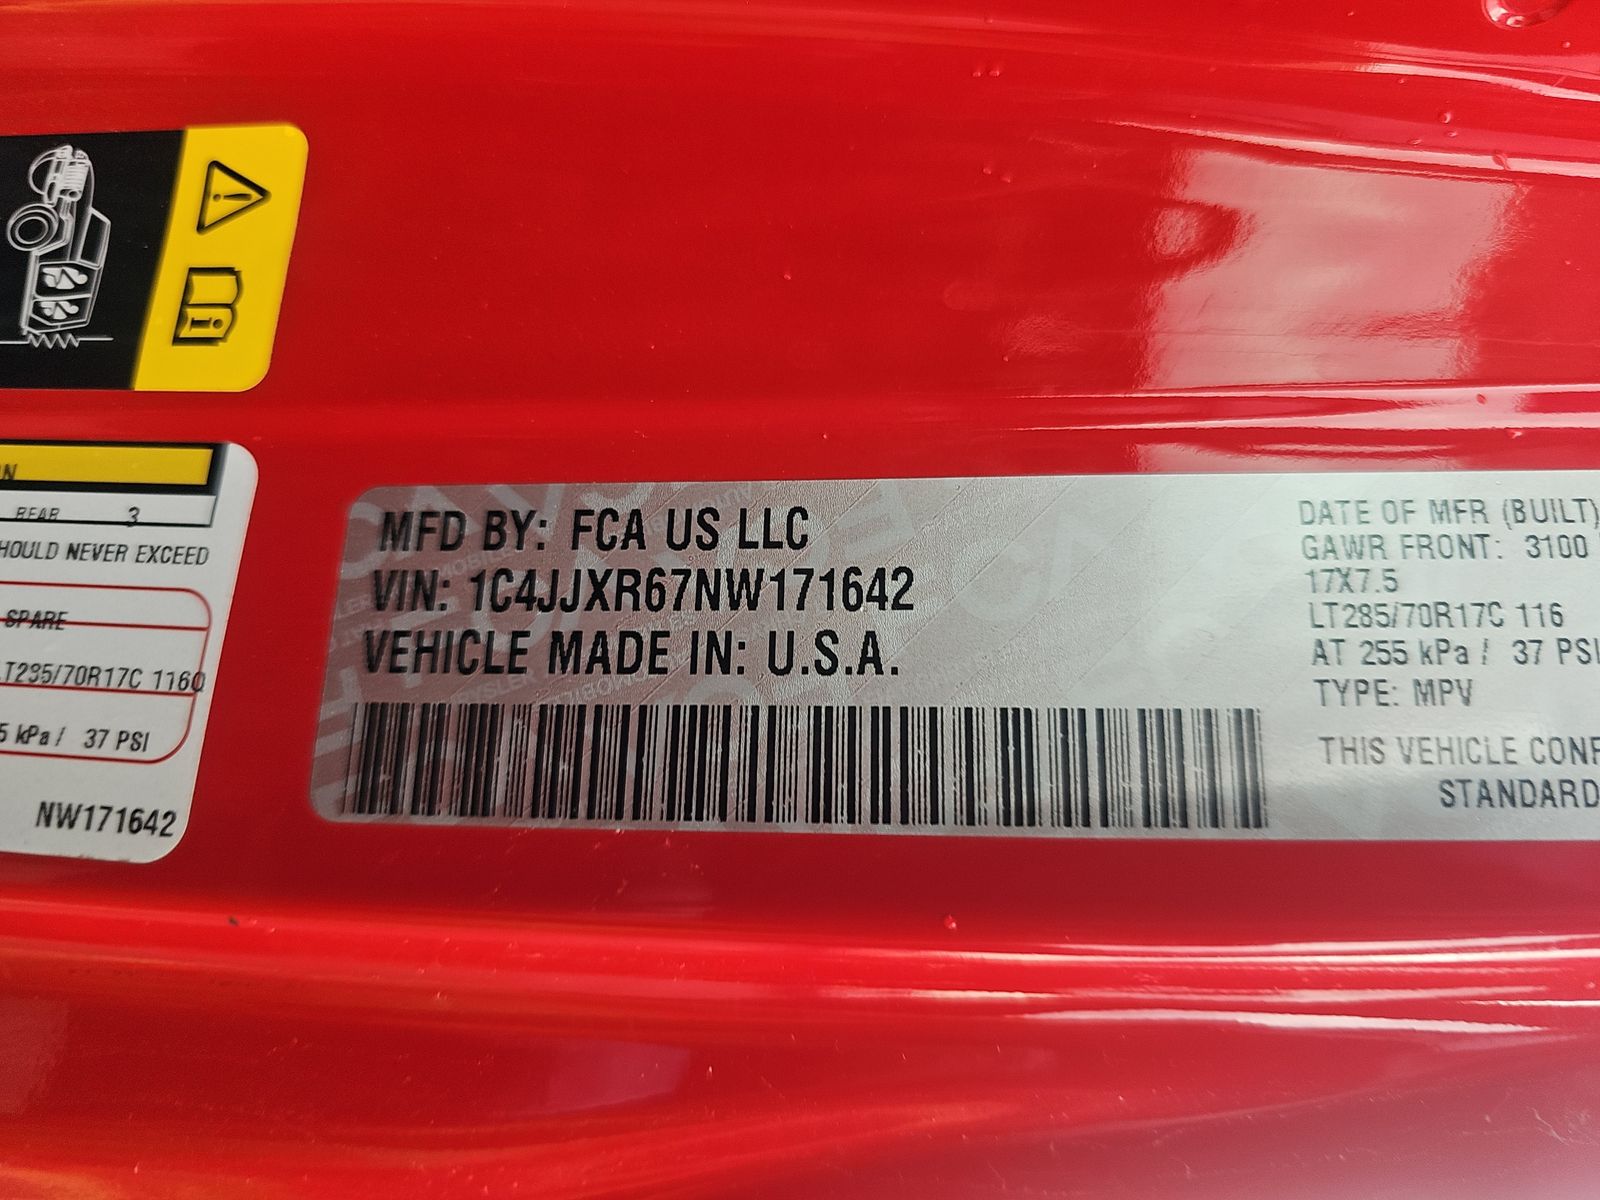 ON
REAR 3
HOULD NEVER EXCEED
SPARE
LT285/70R17C 116Q
5 kPa / 37 PSI
NW171642
MFD BY: FCA US LLC
VIN: 1C4JJXR67NW171642
VEHICLE MADE IN: U.S.A.
DATE OF MFR (BUILT)
GAWR FRONT: 3100
17X7.5
LT285/70R17C 116
AT 255 kPa / 37 PSI
TYPE: MPV
THIS VEHICLE CONF
STANDARD